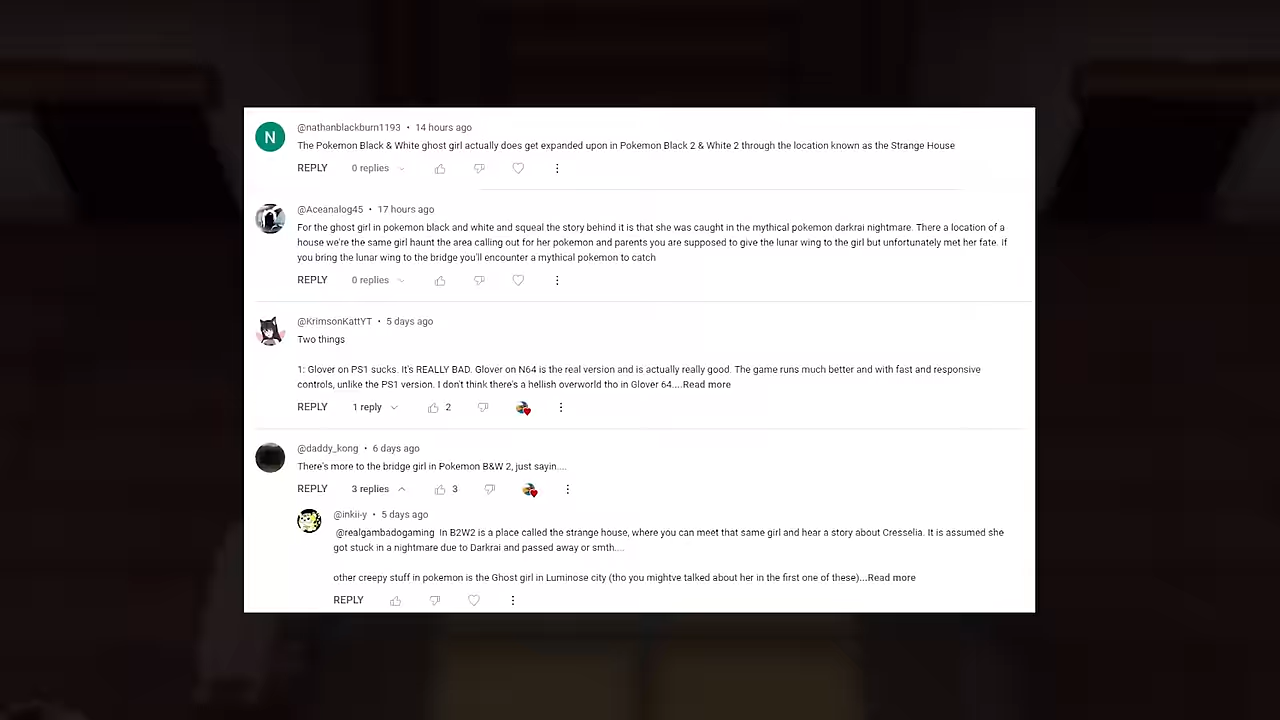 N
@nathanblackburn1193 • 14 hours ago
The Pokemon Black & White ghost girl actually does get expanded upon in Pokemon Black 2 & White 2 through the location known as the Strange House
REPLY 0 replies
@Aceanalog45 • 17 hours ago
For the ghost girl in pokemon black and white and squeal the story behind it is that she was caught in the mythical pokemon darkrai nightmare. There a location of a
house we're the same girl haunt the area calling out for her pokemon and parents you are supposed to give the lunar wing to the girl but unfortunately met her fate. If
you bring the lunar wing to the bridge you'll encounter a mythical pokemon to catch
REPLY 0 replies
@KrimsonKattYT • 5 days ago
Two things
1: Glover on PS1 sucks. It's REALLY BAD. Glover on N64 is the real version and is actually really good. The game runs much better and with fast and responsive
controls, unlike the PS1 version. I don't think there's a hellish overworld tho in Glover 64....Read more
REPLY 1 reply 2
@daddy_kong • 6 days ago
There's more to the bridge girl in Pokemon B&W 2, just sayin....
REPLY 3 replies 3
@inkii-y • 5 days ago
@realgambadogaming In B2W2 is a place called the strange house, where you can meet that same girl and hear a story about Cresselia. It is assumed she
got stuck in a nightmare due to Darkrai and passed away or smth....
other creepy stuff in pokemon is the Ghost girl in Luminose city (tho you mightve talked about her in the first one of these)...Read more
REPLY